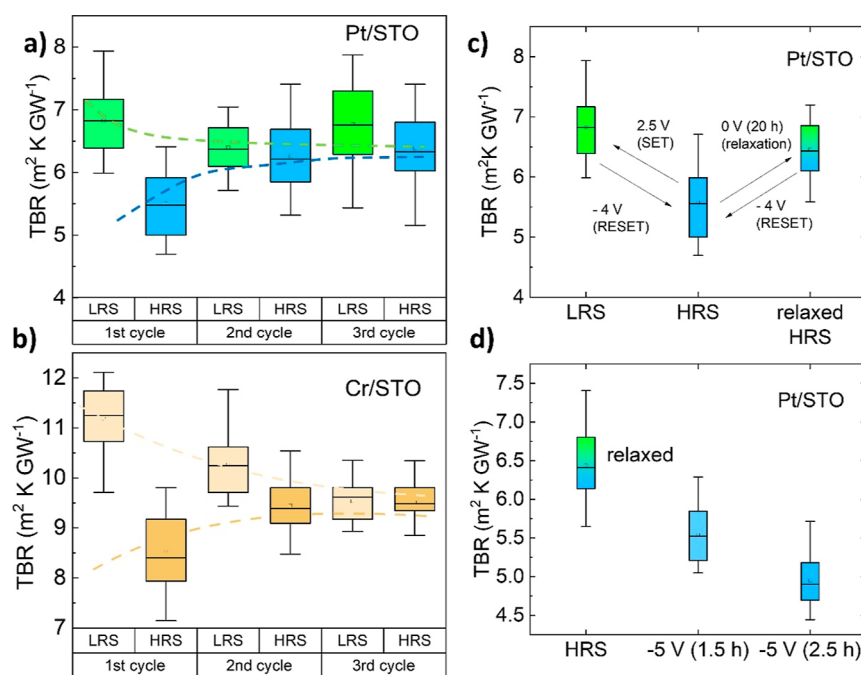 a)
Pt/STO
8
7
6
5
4
TBR (m² K GW⁻¹)
LRS HRS LRS HRS LRS HRS
1st cycle 2nd cycle 3rd cycle
b)
Cr/STO
12
11
10
9
8
7
TBR (m² K GW⁻¹)
LRS HRS LRS HRS LRS HRS
1st cycle 2nd cycle 3rd cycle
c)
Pt/STO
8
7
6
5
4
TBR (m²K GW⁻¹)
2.5 V
(SET)
0 V (20 h)
(relaxation)
- 4 V
(RESET)
- 4 V
(RESET)
LRS HRS relaxed
HRS
d)
Pt/STO
7.5
7.0
6.5
6.0
5.5
5.0
4.5
TBR (m² K GW⁻¹)
relaxed
HRS -5 V (1.5 h) -5 V (2.5 h)